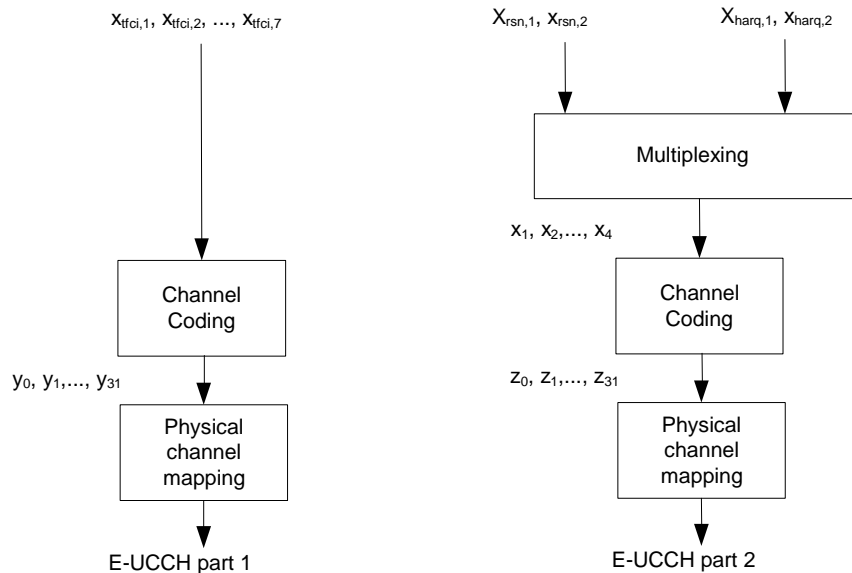 x_tfci,1, x_tfci,2, ..., x_tfci,7
Channel
Coding
y_0, y_1,..., y_31
Physical
channel
mapping
E-UCCH part 1
X_rsn,1, x_rsn,2
X_harq,1, x_harq,2
Multiplexing
x_1, x_2,..., x_4
Channel
Coding
z_0, z_1,..., z_31
Physical
channel
mapping
E-UCCH part 2